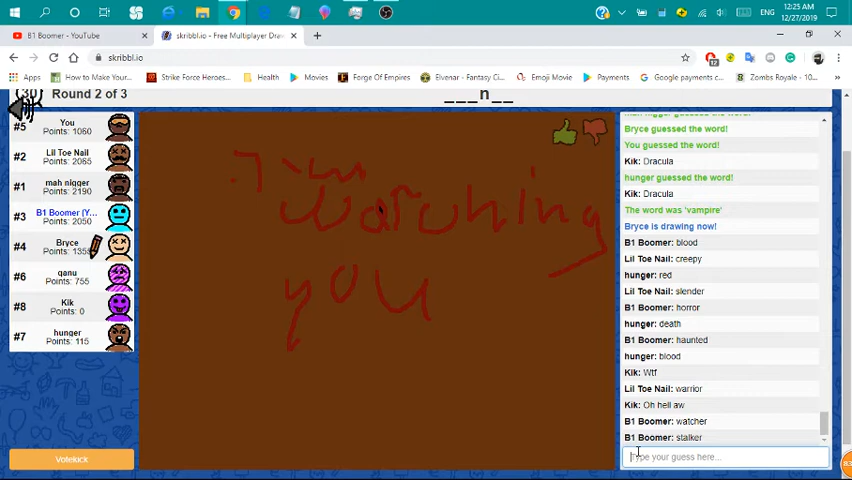 12:25 AM
ENG
12/27/2019
B1 Boomer - YouTube
skribbl.io - Free Multiplayer Dra
skribbl.io
Apps
How to Make Your...
Strike Force Heroes...
Health
Movies
Forge Of Empires
Elvenar - Fantasy Ci...
Emoji Movie
Payments
Google payments c...
Zombs Royale - 10...
(30) Round 2 of 3
___n__
#5 You
Points: 1060
#2 Lil Toe Nail
Points: 2065
#1 mah nigger
Points: 2190
#3 B1 Boomer (Y...
Points: 2050
#4 Bryce
Points: 1355
#6 qanu
Points: 755
#8 Kik
Points: 0
#7 hunger
Points: 115
Votekick
I'm
watching
you
mah nigger guessed the word!
Bryce guessed the word!
You guessed the word!
Kik: Dracula
hunger guessed the word!
Kik: Dracula
The word was 'vampire'
Bryce is drawing now!
B1 Boomer: blood
Lil Toe Nail: creepy
hunger: red
Lil Toe Nail: slender
B1 Boomer: horror
hunger: death
B1 Boomer: haunted
hunger: blood
Kik: Wtf
Lil Toe Nail: warrior
Kik: Oh hell aw
B1 Boomer: watcher
B1 Boomer: stalker
Type your guess here...